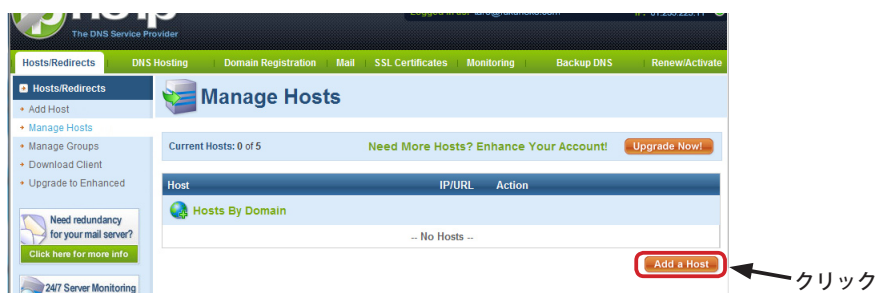 The DNS Service Provider
Hosts/Redirects DNS Hosting Domain Registration Mail SSL Certificates Monitoring Backup DNS Renew/Activate
Hosts/Redirects
Add Host
Manage Hosts
Manage Groups
Download Client
Upgrade to Enhanced
Need redundancy
for your mail server?
Click here for more info
24/7 Server Monitoring
Manage Hosts
Current Hosts: 0 of 5 Need More Hosts? Enhance Your Account! Upgrade Now!
Host IP/URL Action
Hosts By Domain
-- No Hosts --
Add a Host
クリック